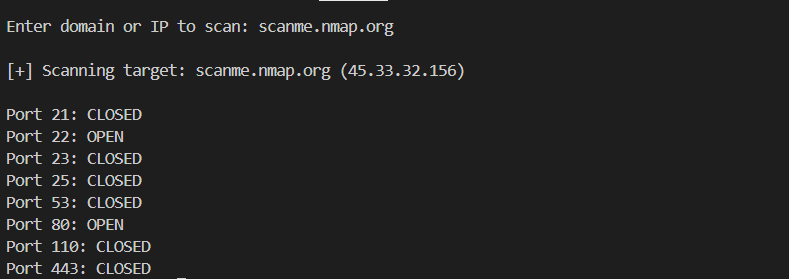 Enter domain or IP to scan: scanme.nmap.org
[+] Scanning target: scanme.nmap.org (45.33.32.156)
Port 21: CLOSED
Port 22: OPEN
Port 23: CLOSED
Port 25: CLOSED
Port 53: CLOSED
Port 80: OPEN
Port 110: CLOSED
Port 443: CLOSED